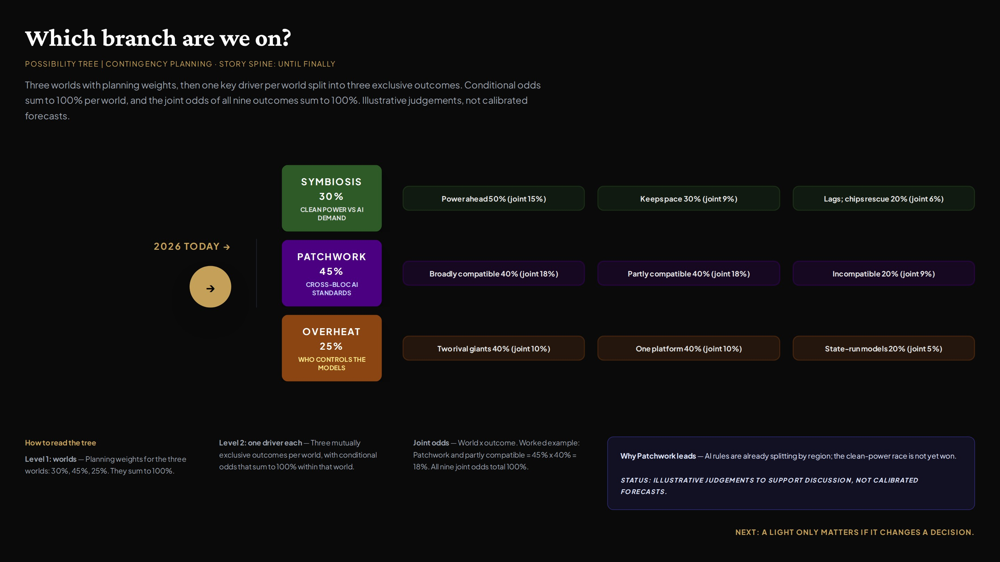 Which branch are we on?
POSSIBILITY TREE | CONTINGENCY PLANNING · STORY SPINE: UNTIL FINALLY
Three worlds with planning weights, then one key driver per world split into three exclusive outcomes. Conditional odds
sum to 100% per world, and the joint odds of all nine outcomes sum to 100%. Illustrative judgements, not calibrated
forecasts.
2026 TODAY →
→
SYMBIOSIS
30%
CLEAN POWER VS AI
DEMAND
Power ahead 50% (joint 15%)
Keeps pace 30% (joint 9%)
Lags; chips rescue 20% (joint 6%)
PATCHWORK
45%
CROSS-BLOC AI
STANDARDS
Broadly compatible 40% (joint 18%)
Partly compatible 40% (joint 18%)
Incompatible 20% (joint 9%)
OVERHEAT
25%
WHO CONTROLS THE
MODELS
Two rival giants 40% (joint 10%)
One platform 40% (joint 10%)
State-run models 20% (joint 5%)
How to read the tree
Level 1: worlds — Planning weights for the three
worlds: 30%, 45%, 25%. They sum to 100%.
Level 2: one driver each — Three mutually
exclusive outcomes per world, with conditional
odds that sum to 100% within that world.
Joint odds — World x outcome. Worked example:
Patchwork and partly compatible = 45% x 40% =
18%. All nine joint odds total 100%.
Why Patchwork leads — AI rules are already splitting by region; the clean-power race is not yet won.
STATUS: ILLUSTRATIVE JUDGEMENTS TO SUPPORT DISCUSSION, NOT CALIBRATED
FORECASTS.
NEXT: A LIGHT ONLY MATTERS IF IT CHANGES A DECISION.